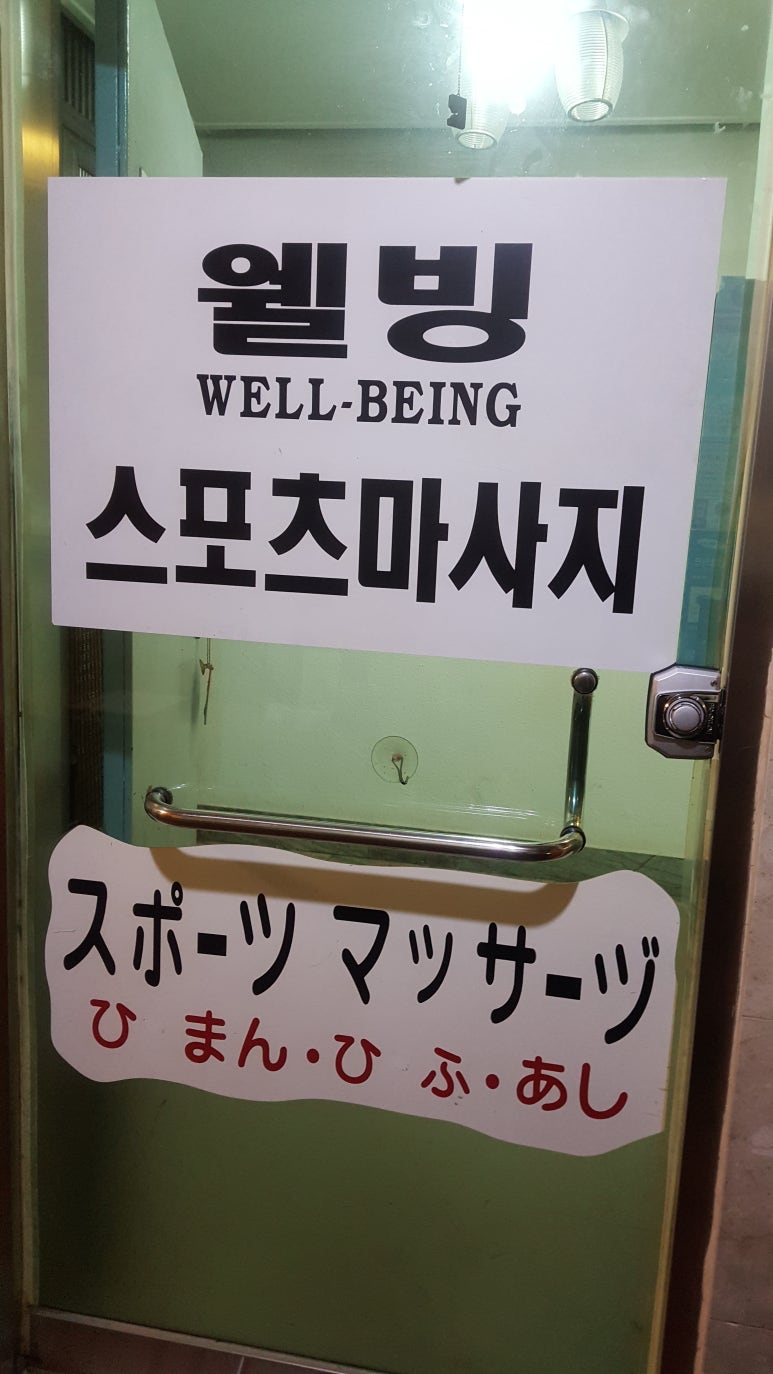 웰빙
WELL-BEING
스포츠마사지
スポーツ マッサーヅ
ひ まん・ひ ふ・あし